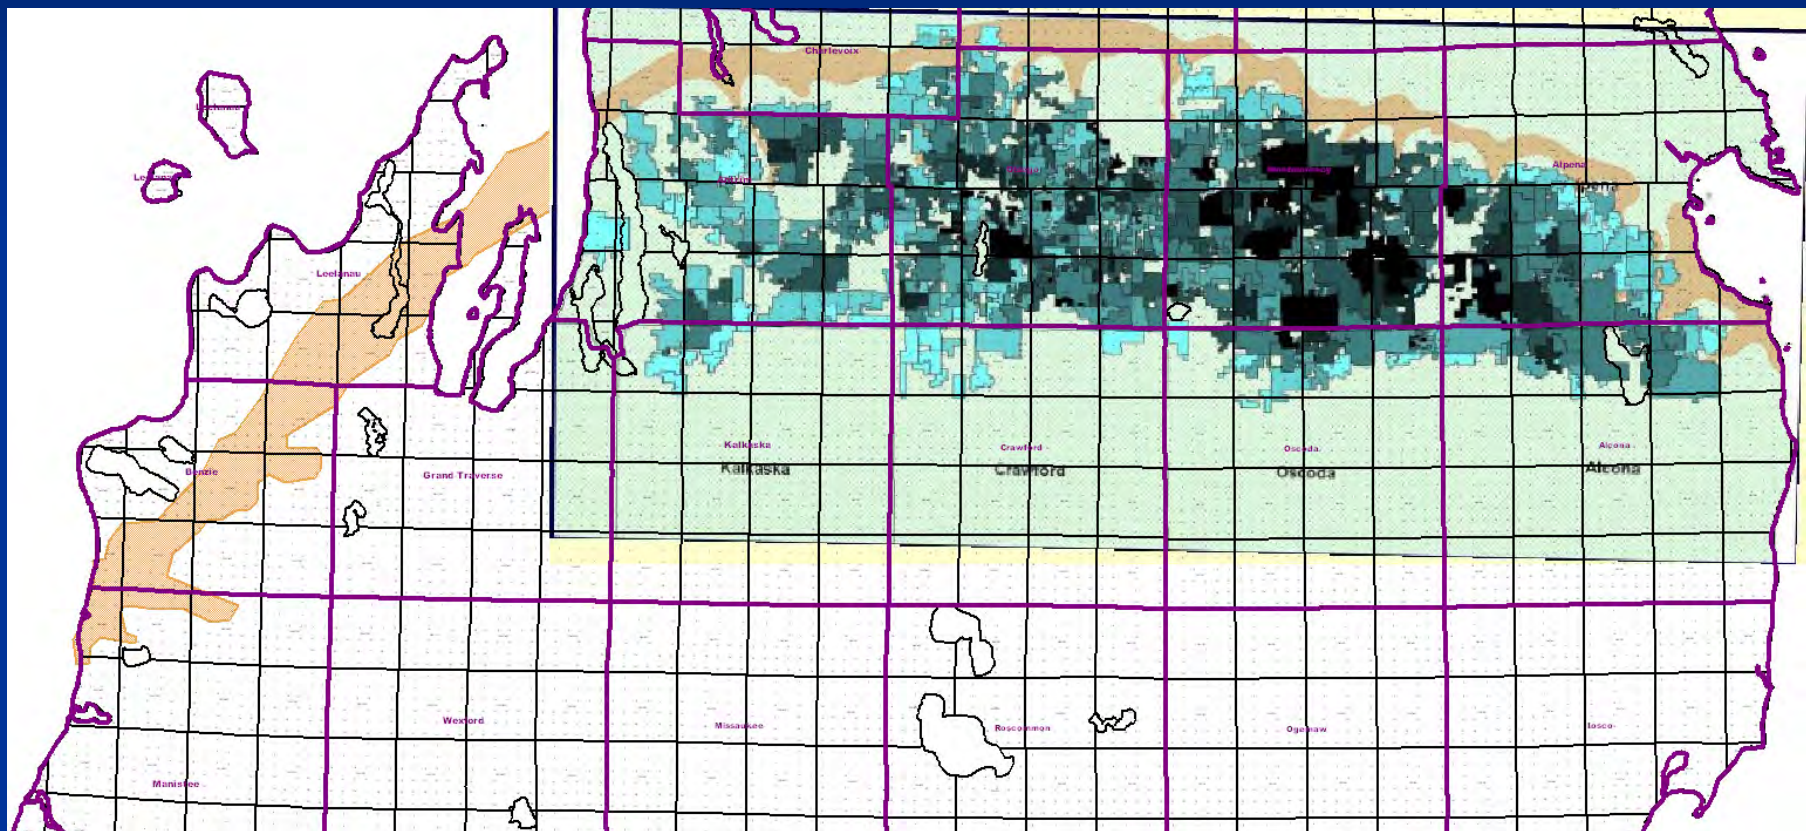 Charlevoix
Antrim
Alpena
Leelanau
Kalkaska
Kalkaska
Crawford
Crawford
Oscoda
Oscoda
Alcona
Alcona
Benzie
Grand Traverse
Wexford
Missaukee
Roscommon
Ogemaw
Iosco
Manistee